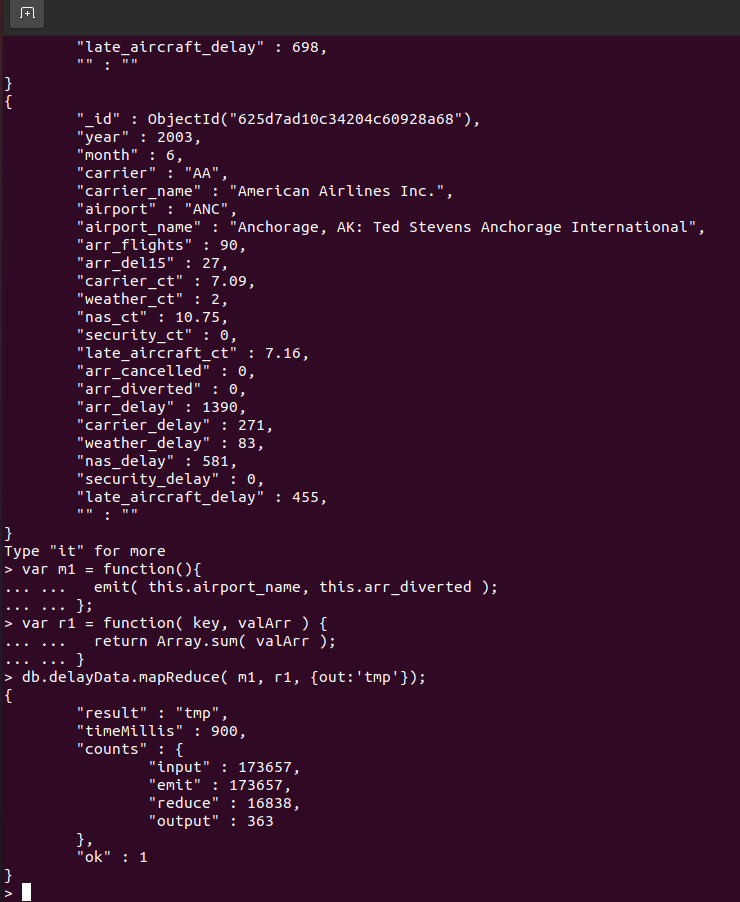 "late_aircraft_delay" : 698,
        "" : ""
}
{
        "_id" : ObjectId("625d7ad10c34204c60928a68"),
        "year" : 2003,
        "month" : 6,
        "carrier" : "AA",
        "carrier_name" : "American Airlines Inc.",
        "airport" : "ANC",
        "airport_name" : "Anchorage, AK: Ted Stevens Anchorage International",
        "arr_flights" : 90,
        "arr_del15" : 27,
        "carrier_ct" : 7.09,
        "weather_ct" : 2,
        "nas_ct" : 10.75,
        "security_ct" : 0,
        "late_aircraft_ct" : 7.16,
        "arr_cancelled" : 0,
        "arr_diverted" : 0,
        "arr_delay" : 1390,
        "carrier_delay" : 271,
        "weather_delay" : 83,
        "nas_delay" : 581,
        "security_delay" : 0,
        "late_aircraft_delay" : 455,
        "" : ""
}
Type "it" for more
> var m1 = function(){
... ...   emit( this.airport_name, this.arr_diverted );
... ... };
> var r1 = function( key, valArr ) {
... ...   return Array.sum( valArr );
... ... }
> db.delayData.mapReduce( m1, r1, {out:'tmp'});
{
        "result" : "tmp",
        "timeMillis" : 900,
        "counts" : {
                "input" : 173657,
                "emit" : 173657,
                "reduce" : 16838,
                "output" : 363
        },
        "ok" : 1
}
>